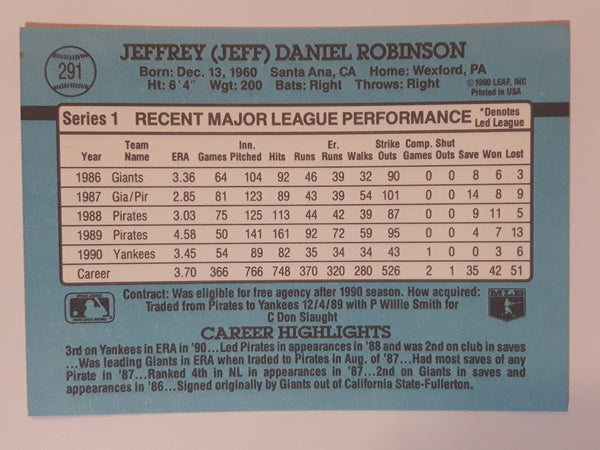 291
JEFFREY (JEFF) DANIEL ROBINSON
Born: Dec. 13, 1960 Santa Ana, CA Home: Wexford, PA
Ht: 6'4" Wgt: 200 Bats: Right Throws: Right
©1990 LEAF, INC
Printed in USA
Series 1 RECENT MAJOR LEAGUE PERFORMANCE *Denotes Led League
Year Team Name ERA Games Inn. Pitched Hits Runs Er. Runs Walks Strike Outs Comp. Games Shut Outs Save Won Lost
1986 Giants 3.36 64 104 92 46 39 32 90 0 0 8 6 3
1987 Gia/Pir 2.85 81 123 89 43 39 54 101 0 0 14 8 9
1988 Pirates 3.03 75 125 113 44 42 39 87 0 0 9 11 5
1989 Pirates 4.58 50 141 161 92 72 59 95 0 0 4 7 13
1990 Yankees 3.45 54 89 82 35 34 34 43 1 0 0 3 6
Career 3.70 366 766 748 370 320 280 526 2 1 35 42 51
Contract: Was eligible for free agency after 1990 season. How acquired:
Traded from Pirates to Yankees 12/4/89 with P Willie Smith for
C Don Slaught
MLB
CAREER HIGHLIGHTS
3rd on Yankees in ERA in '90...Led Pirates in appearances in '88 and was 2nd on club in saves
...Was leading Giants in ERA when traded to Pirates in Aug. of '87...Had most saves of any
Pirate in '87...Ranked 4th in NL in appearances in '87...2nd on Giants in saves and
appearances in '86...Signed originally by Giants out of California State-Fullerton.